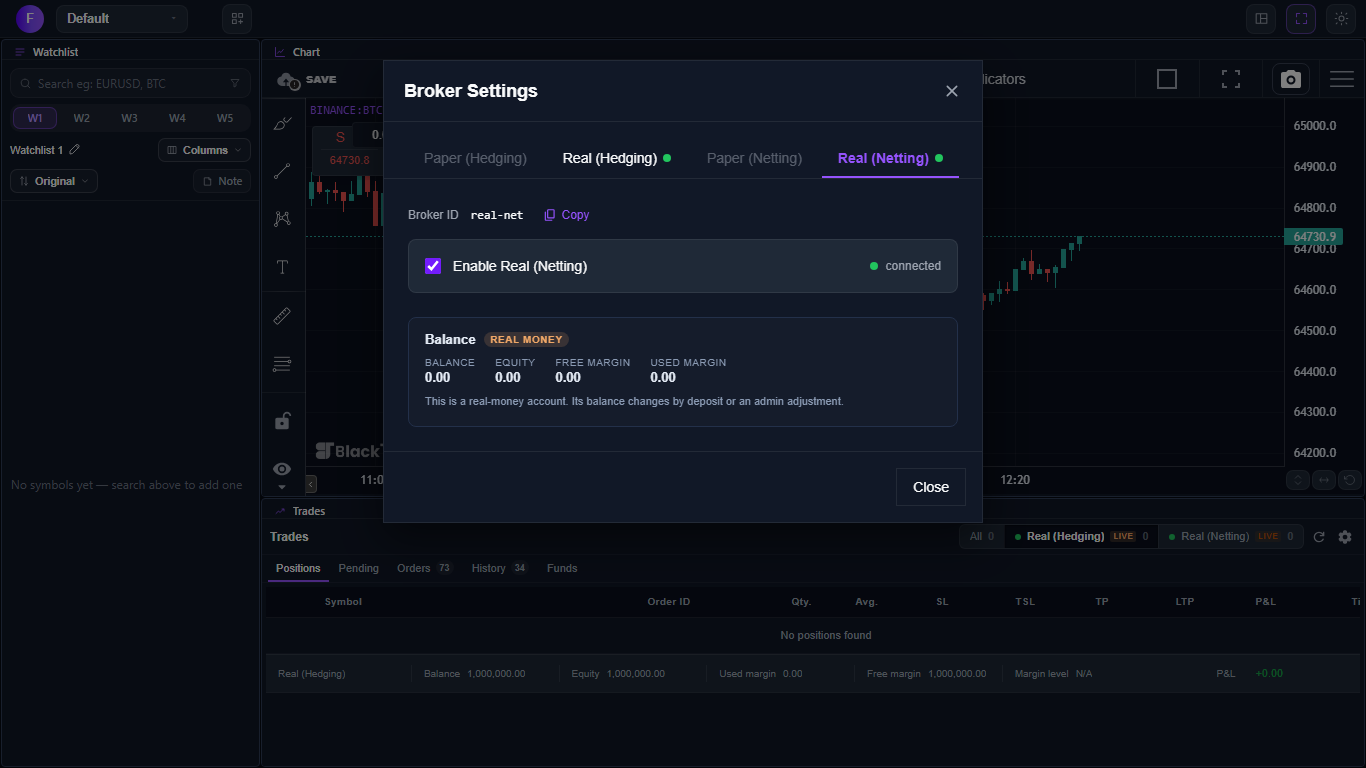 F Default
Watchlist
Chart
Search eg: EURUSD, BTC
SAVE
W1 W2 W3 W4 W5
Watchlist 1 Columns
Original Note
No symbols yet — search above to add one
BINANCE:BTC
S 0.
64730.8
Broker Settings
Paper (Hedging) Real (Hedging) Paper (Netting) Real (Netting)
Broker ID real-net Copy
Enable Real (Netting) connected
Balance REAL MONEY
BALANCE EQUITY FREE MARGIN USED MARGIN
0.00 0.00 0.00 0.00
This is a real-money account. Its balance changes by deposit or an admin adjustment.
Close
65000.0
64900.0
64800.0
64730.9
64700.0
64600.0
64500.0
64400.0
64300.0
64200.0
12:20
Trades
Trades
All 0 Real (Hedging) LIVE 0 Real (Netting) LIVE 0
Positions Pending Orders 73 History 34 Funds
Symbol Order ID Qty. Avg. SL TSL TP LTP P&L Ti
No positions found
Real (Hedging) Balance 1,000,000.00 Equity 1,000,000.00 Used margin 0.00 Free margin 1,000,000.00 Margin level N/A P&L +0.00